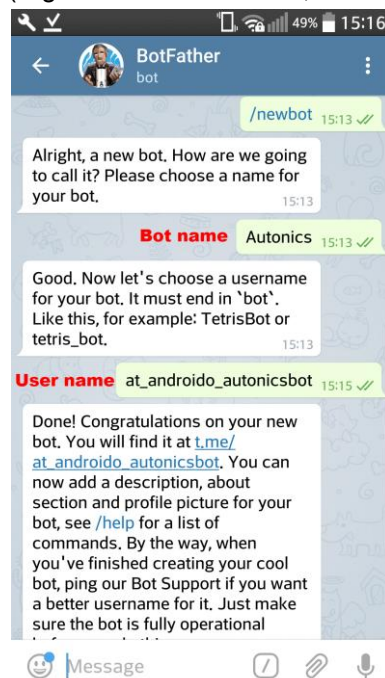 49% 15:16
BotFather
bot
/newbot 15:13
Alright, a new bot. How are we going
to call it? Please choose a name for
your bot.
15:13
Bot name Autonics 15:13
Good. Now let's choose a username
for your bot. It must end in `bot`.
Like this, for example: TetrisBot or
tetris_bot.
15:13
User name at_androido_autonicsbot 15:15
Done! Congratulations on your new
bot. You will find it at t.me/
at_androido_autonicsbot. You can
now add a description, about
section and profile picture for your
bot, see /help for a list of
commands. By the way, when
you've finished creating your cool
bot, ping our Bot Support if you want
a better username for it. Just make
sure the bot is fully operational
Message